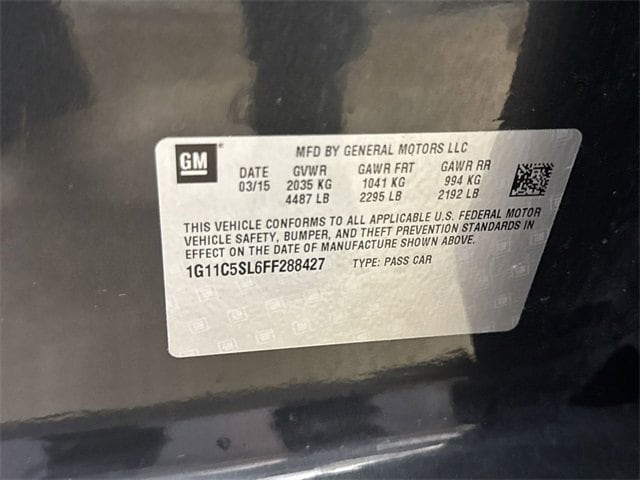 GM
MFD BY GENERAL MOTORS LLC
DATE GVWR GAWR FRT GAWR RR
03/15 2035 KG 1041 KG 994 KG
4487 LB 2295 LB 2192 LB
THIS VEHICLE CONFORMS TO ALL APPLICABLE U.S. FEDERAL MOTOR
VEHICLE SAFETY, BUMPER, AND THEFT PREVENTION STANDARDS IN
EFFECT ON THE DATE OF MANUFACTURE SHOWN ABOVE.
1G11C5SL6FF288427 TYPE: PASS CAR